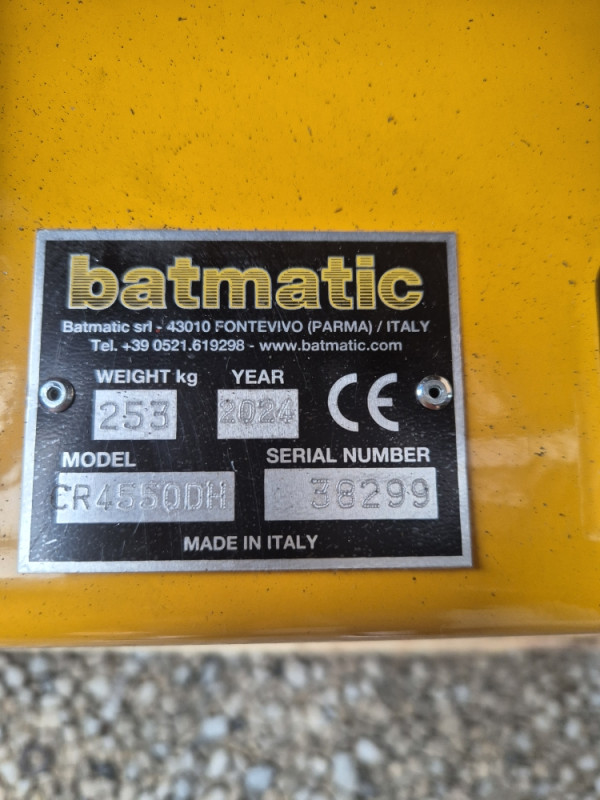 batmatic
Batmatic srl - 43010 FONTEVIVO (PARMA) / ITALY
Tel. +39 0521.619298 - www.batmatic.com
WEIGHT kg YEAR
253 2024 CE
MODEL SERIAL NUMBER
CR4550DH 38299
MADE IN ITALY